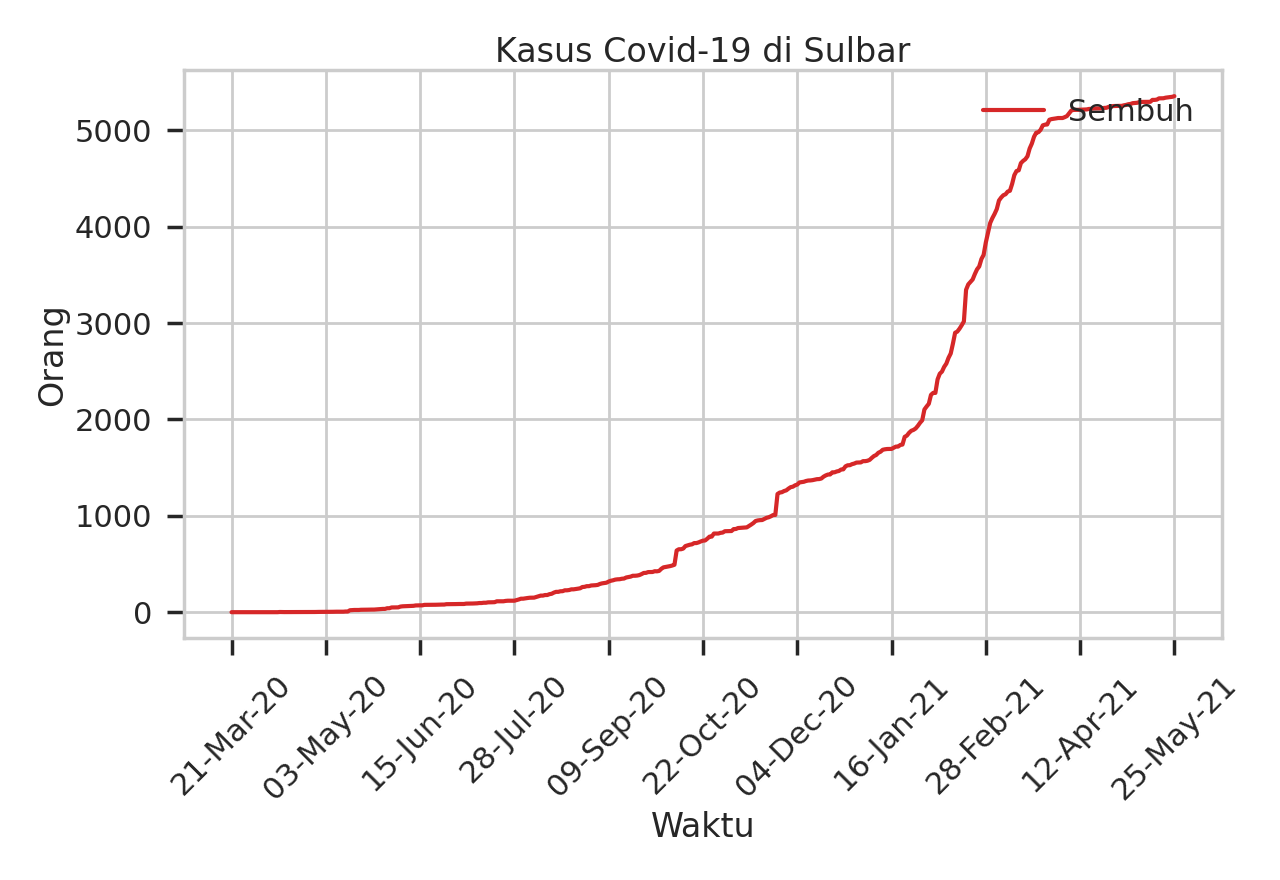 Kasus Covid-19 di Sulbar
Sembuh
5000
4000
3000
2000
1000
0
Orang
21-Mar-20
03-May-20
15-Jun-20
28-Jul-20
09-Sep-20
22-Oct-20
04-Dec-20
16-Jan-21
28-Feb-21
12-Apr-21
25-May-21
Waktu